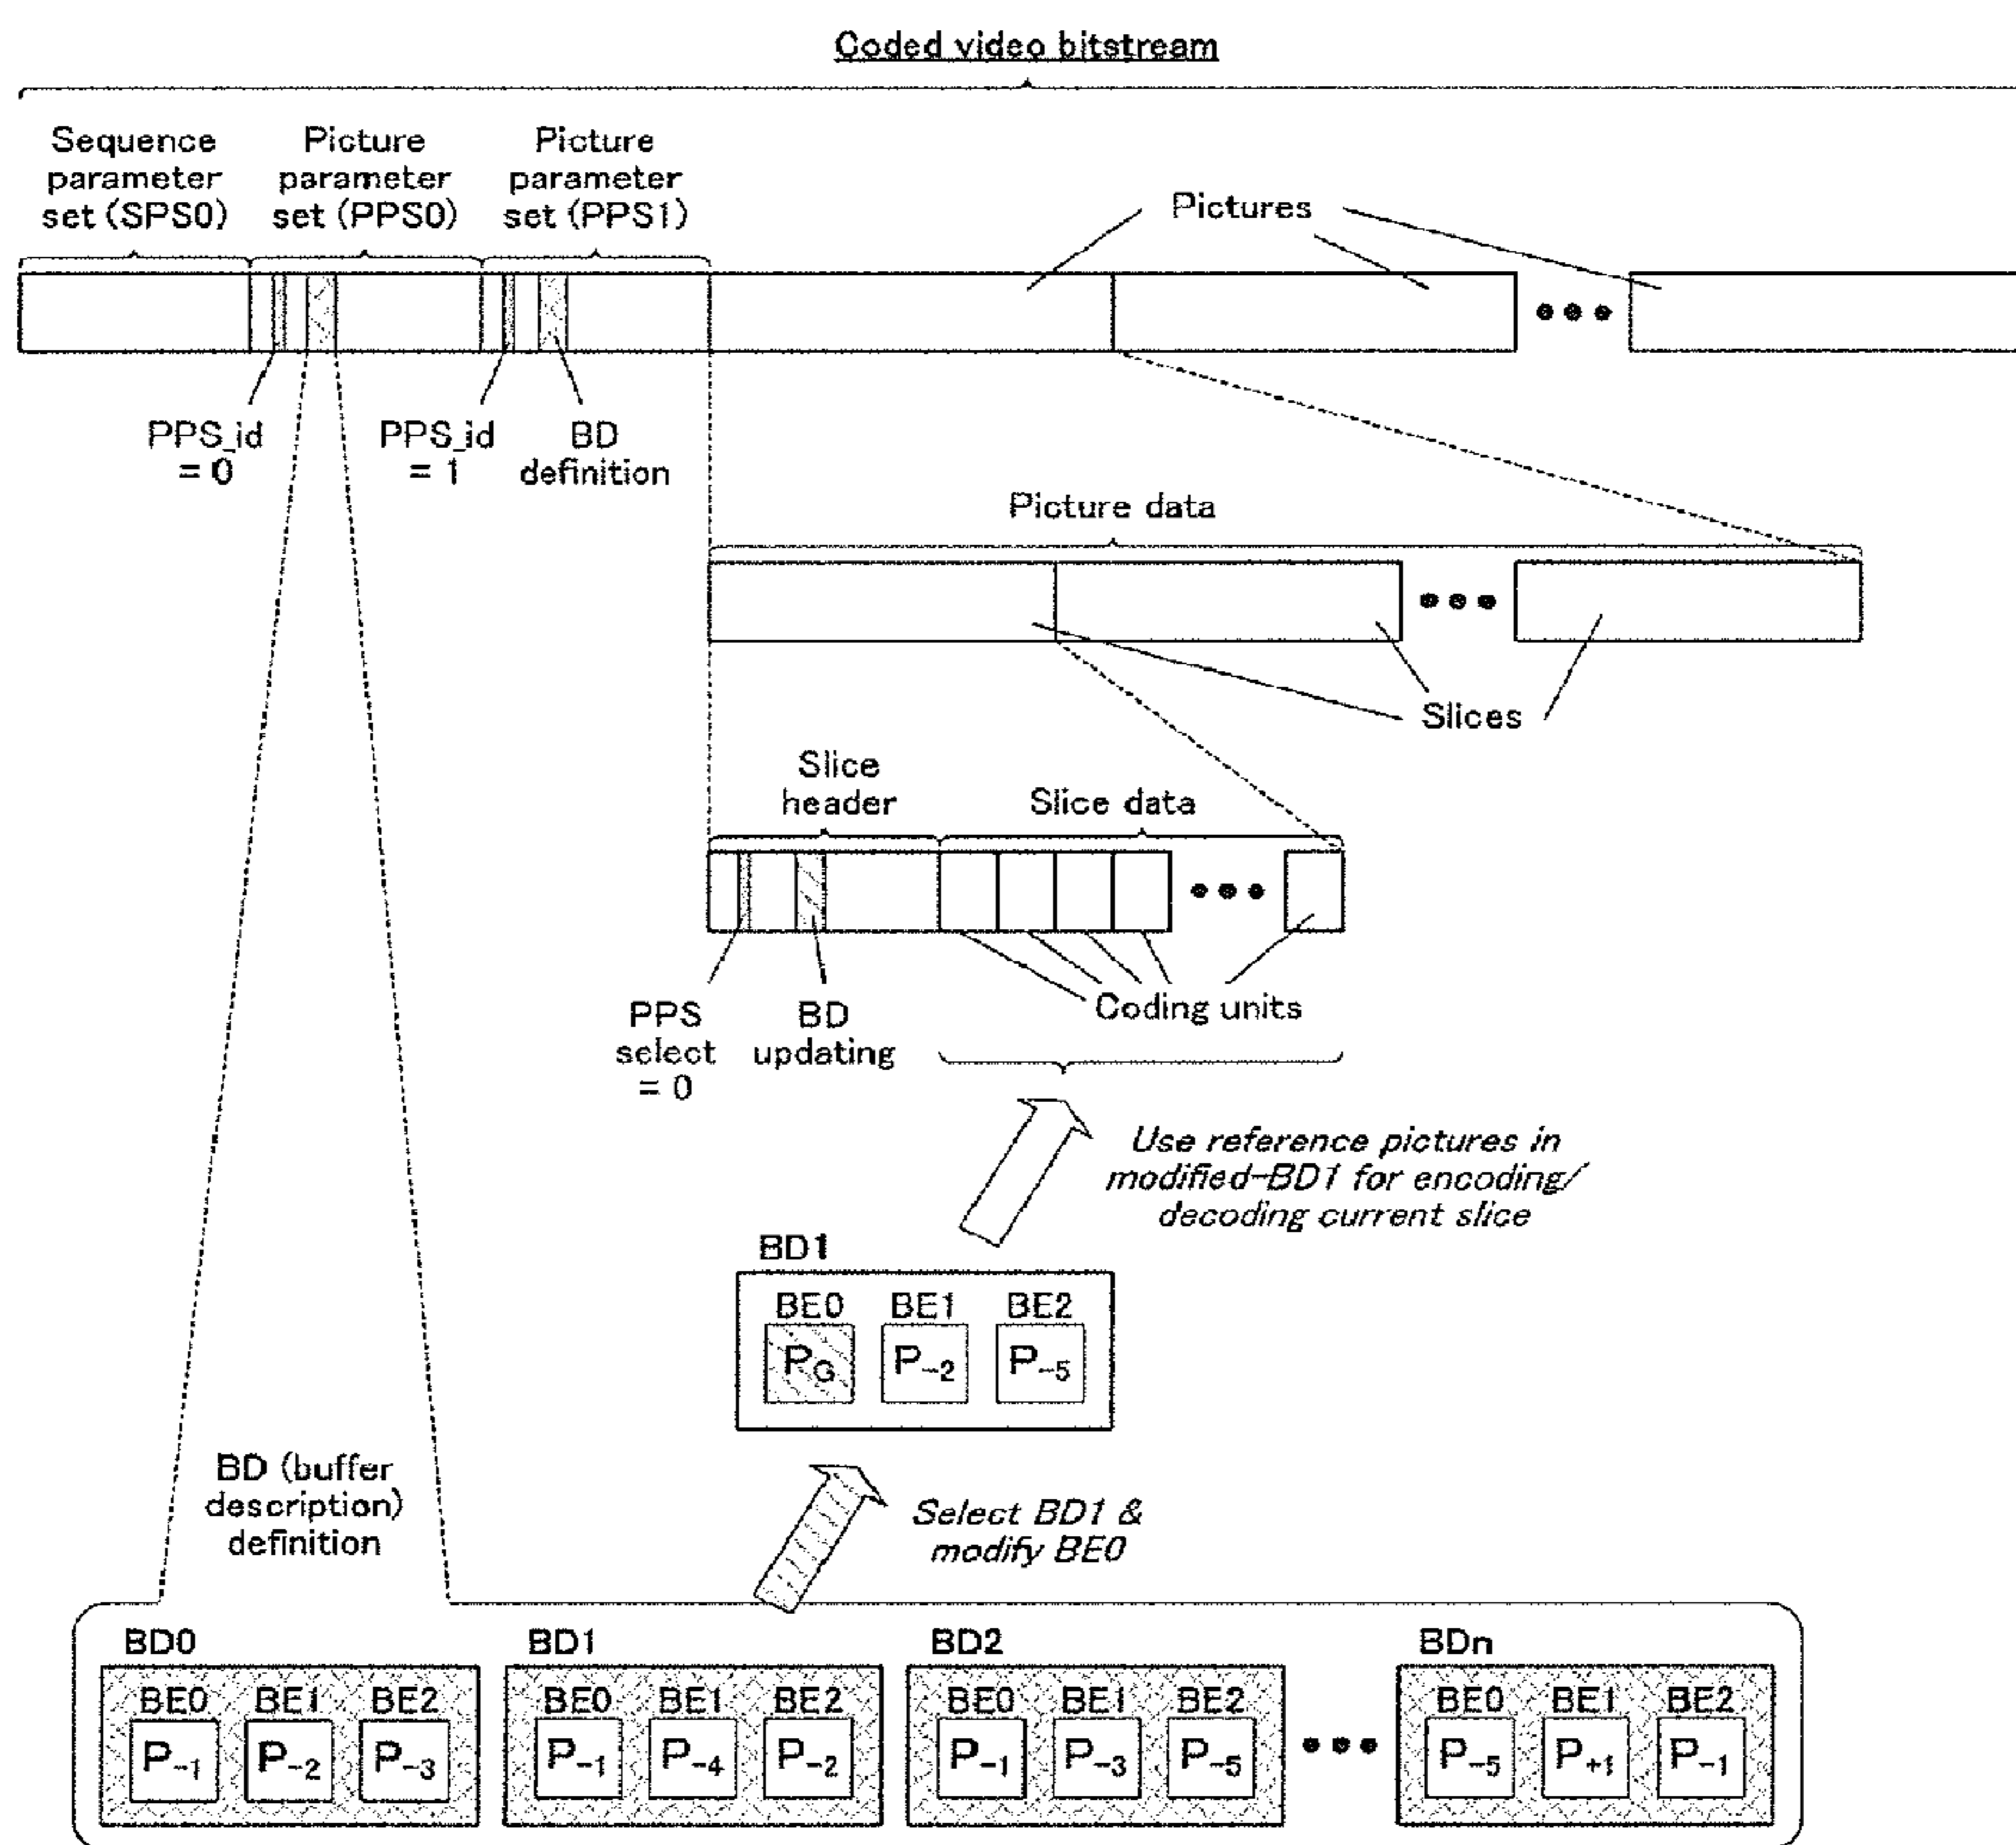 Coded video bitstream
Sequence
parameter
set (SPS0)
Picture
parameter
set (PPS0)
Picture
parameter
set (PPS1)
Pictures
PPS_id
= 0
PPS_id
= 1
BD
definition
Picture data
Slices
Slice
header
Slice data
PPS
select
= 0
BD
updating
Coding units
Use reference pictures in
modified-BD1 for encoding/
decoding current slice
BD1
BE0 BE1 BE2
PG P-2 P-5
BD (buffer
description)
definition
Select BD1 &
modify BE0
BD0
BE0 BE1 BE2
P-1 P-2 P-3
BD1
BE0 BE1 BE2
P-1 P-4 P-2
BD2
BE0 BE1 BE2
P-1 P-3 P-5
BDn
BE0 BE1 BE2
P-5 P+1 P-1